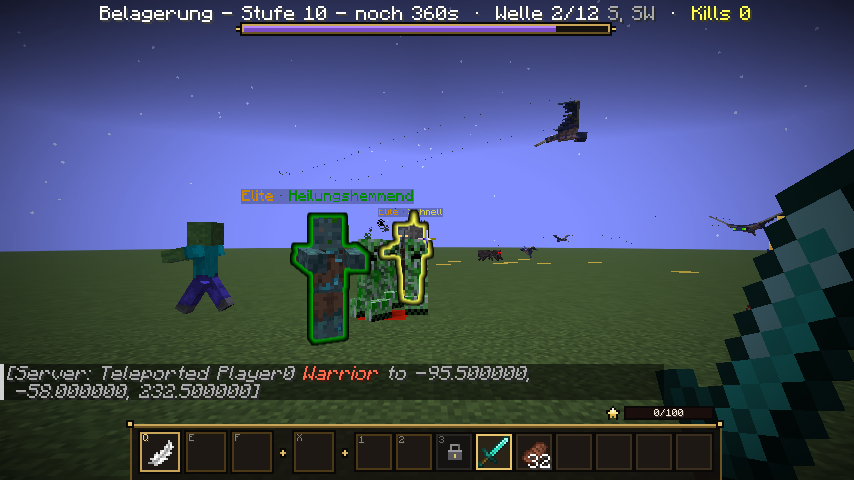 Belagerung – Stufe 10 – noch 360s · Welle 2/12 S, SW · Kills 0
Elite · Heilungshemmend
[Server: Teleported Player0 Warrior to -95.500000,
-58.000000, 232.500000]
0/100
Q E F X 1 2 3
32